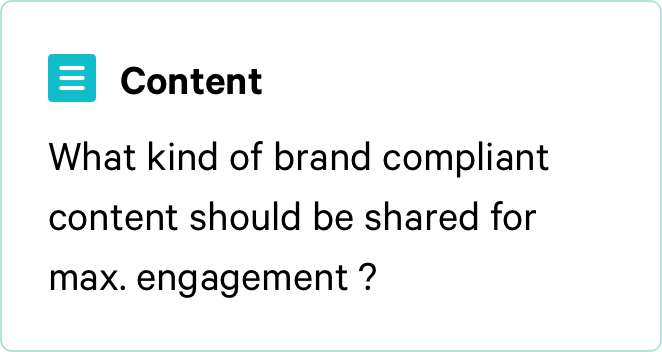 Content
What kind of brand compliant
content should be shared for
max. engagement ?